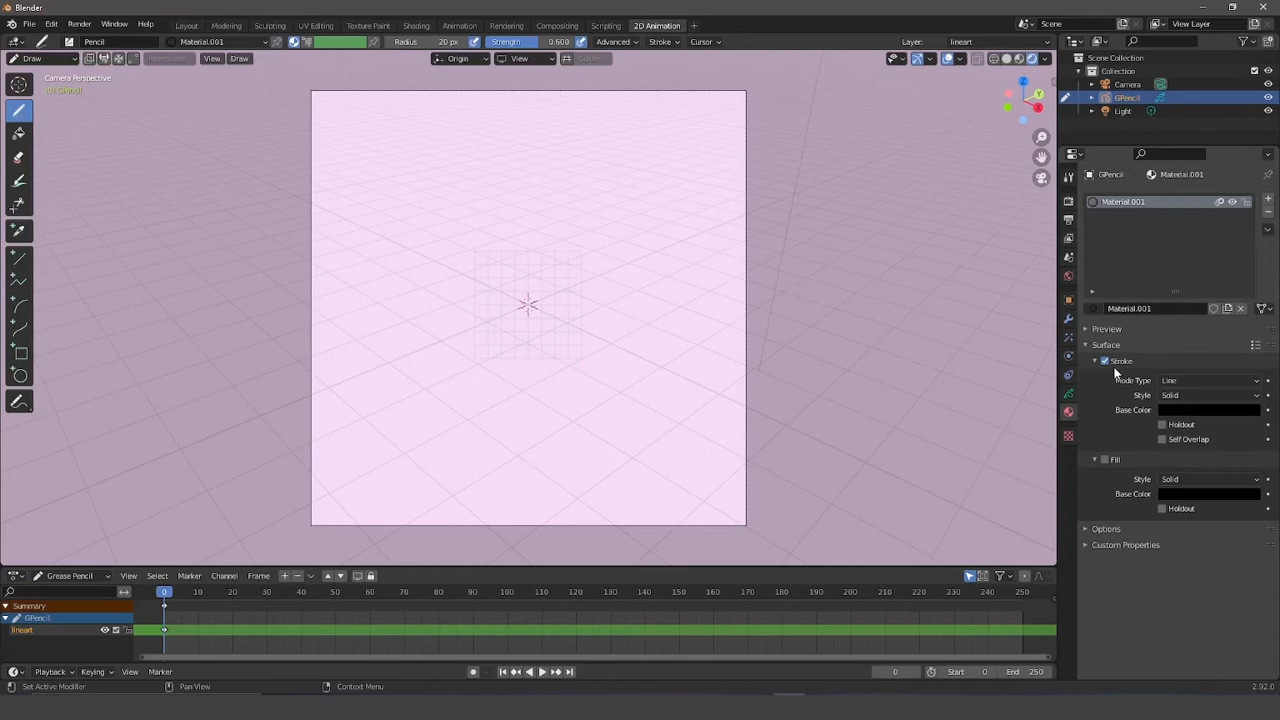 Blender
File Edit Render Window Help Layout Modeling Sculpting UV Editing Texture Paint Shading Animation Rendering Compositing Scripting 2D Animation + Scene View Layer
Pencil Material.001 Radius 20 px Strength 0.600 Advanced Stroke Cursor Layer: lineart
Draw Interpolate View Draw Origin View Guides
Camera Perspective
(0) GPencil
Z
Y
X
Scene Collection
Collection
Camera
GPencil
Light
GPencil Material.001
Material.001
Material.001
Preview
Surface
Stroke
Mode Type Line
Style Solid
Base Color
Holdout
Self Overlap
Fill
Style Solid
Base Color
Holdout
Options
Custom Properties
Grease Pencil View Select Marker Channel Frame
0 10 20 30 40 50 60 70 80 90 100 110 120 130 140 150 160 170 180 190 200 210 220 230 240 250
Summary
GPencil
lineart
Playback Keying View Marker 0 Start 0 End 250
Set Active Modifier Pan View Context Menu 2.92.0